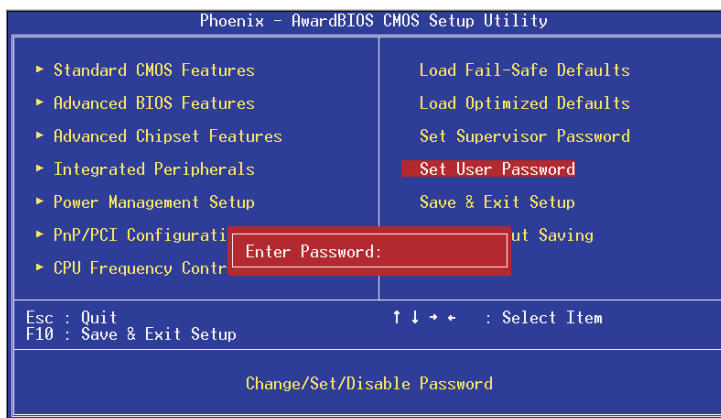 Phoenix - AwardBIOS CMOS Setup Utility
► Standard CMOS Features
► Advanced BIOS Features
► Advanced Chipset Features
► Integrated Peripherals
► Power Management Setup
► PnP/PCI Configurati
► CPU Frequency Contr
Load Fail-Safe Defaults
Load Optimized Defaults
Set Supervisor Password
Set User Password
Save & Exit Setup
ut Saving
Enter Password:
Esc : Quit
F10 : Save & Exit Setup
↑ ↓ → ← : Select Item
Change/Set/Disable Password